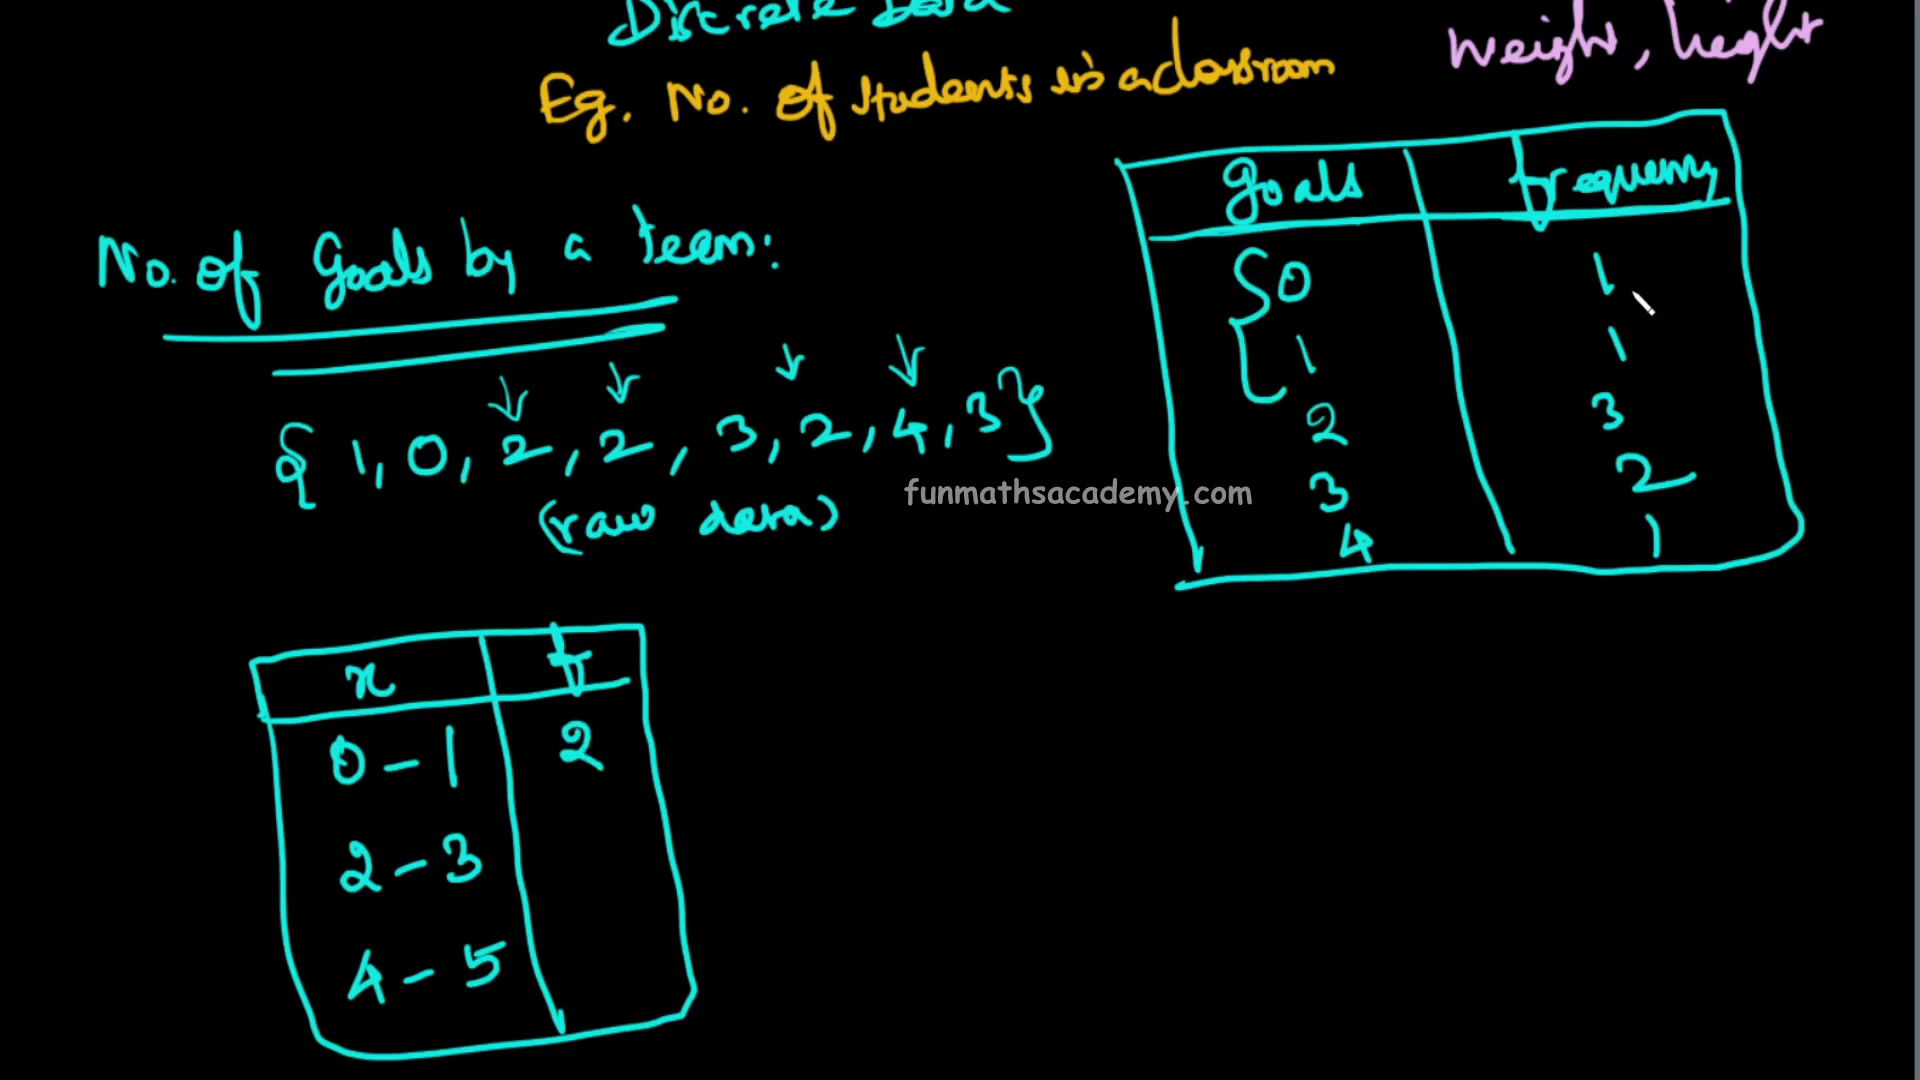 Discrete Data
Eg. No. of students in a classroom
Weight, height
No. of Goals by a team:
{ 1, 0, 2, 2, 3, 2, 4, 3}
(raw data)
funmathsacademy.com
Goals frequency
0 1
1 1
2 3
3 2
4 1
x f
0 - 1 2
2 - 3
4 - 5